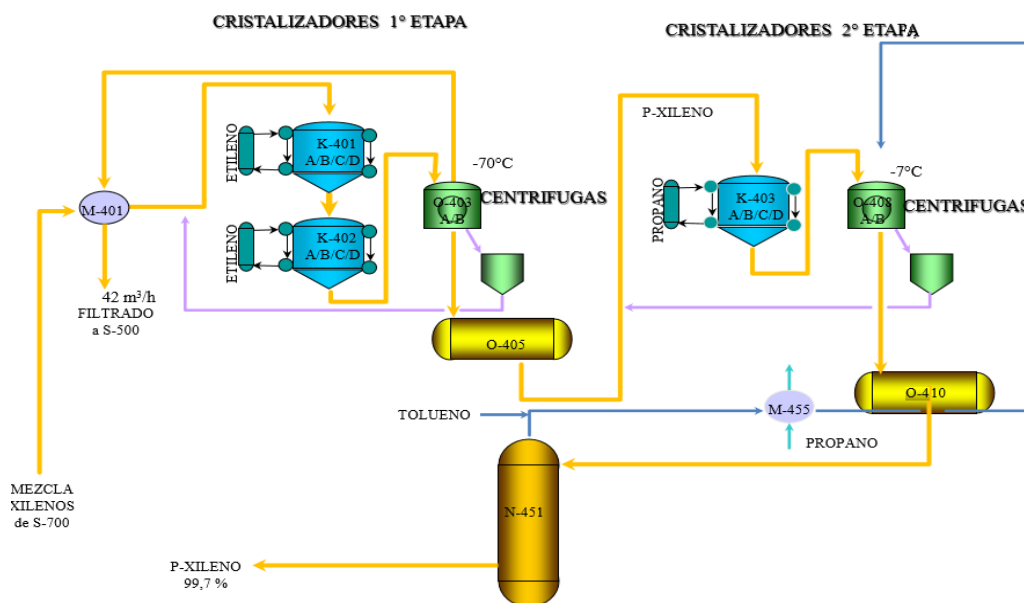 CRISTALIZADORES 1° ETAPA
CRISTALIZADORES 2° ETAPA
ETILENO
K-401
A/B/C/D
-70°C
O-403
A/B
CENTRIFUGAS
M-401
ETILENO
K-402
A/B/C/D
42 m³/h
FILTRADO
a S-500
O-405
P-XILENO
PROPANO
K-403
A/B/C/D
-7°C
O-408
A/B
CENTRIFUGAS
O-410
TOLUENO
M-455
PROPANO
MEZCLA
XILENOS
de S-700
N-451
P-XILENO
99,7 %